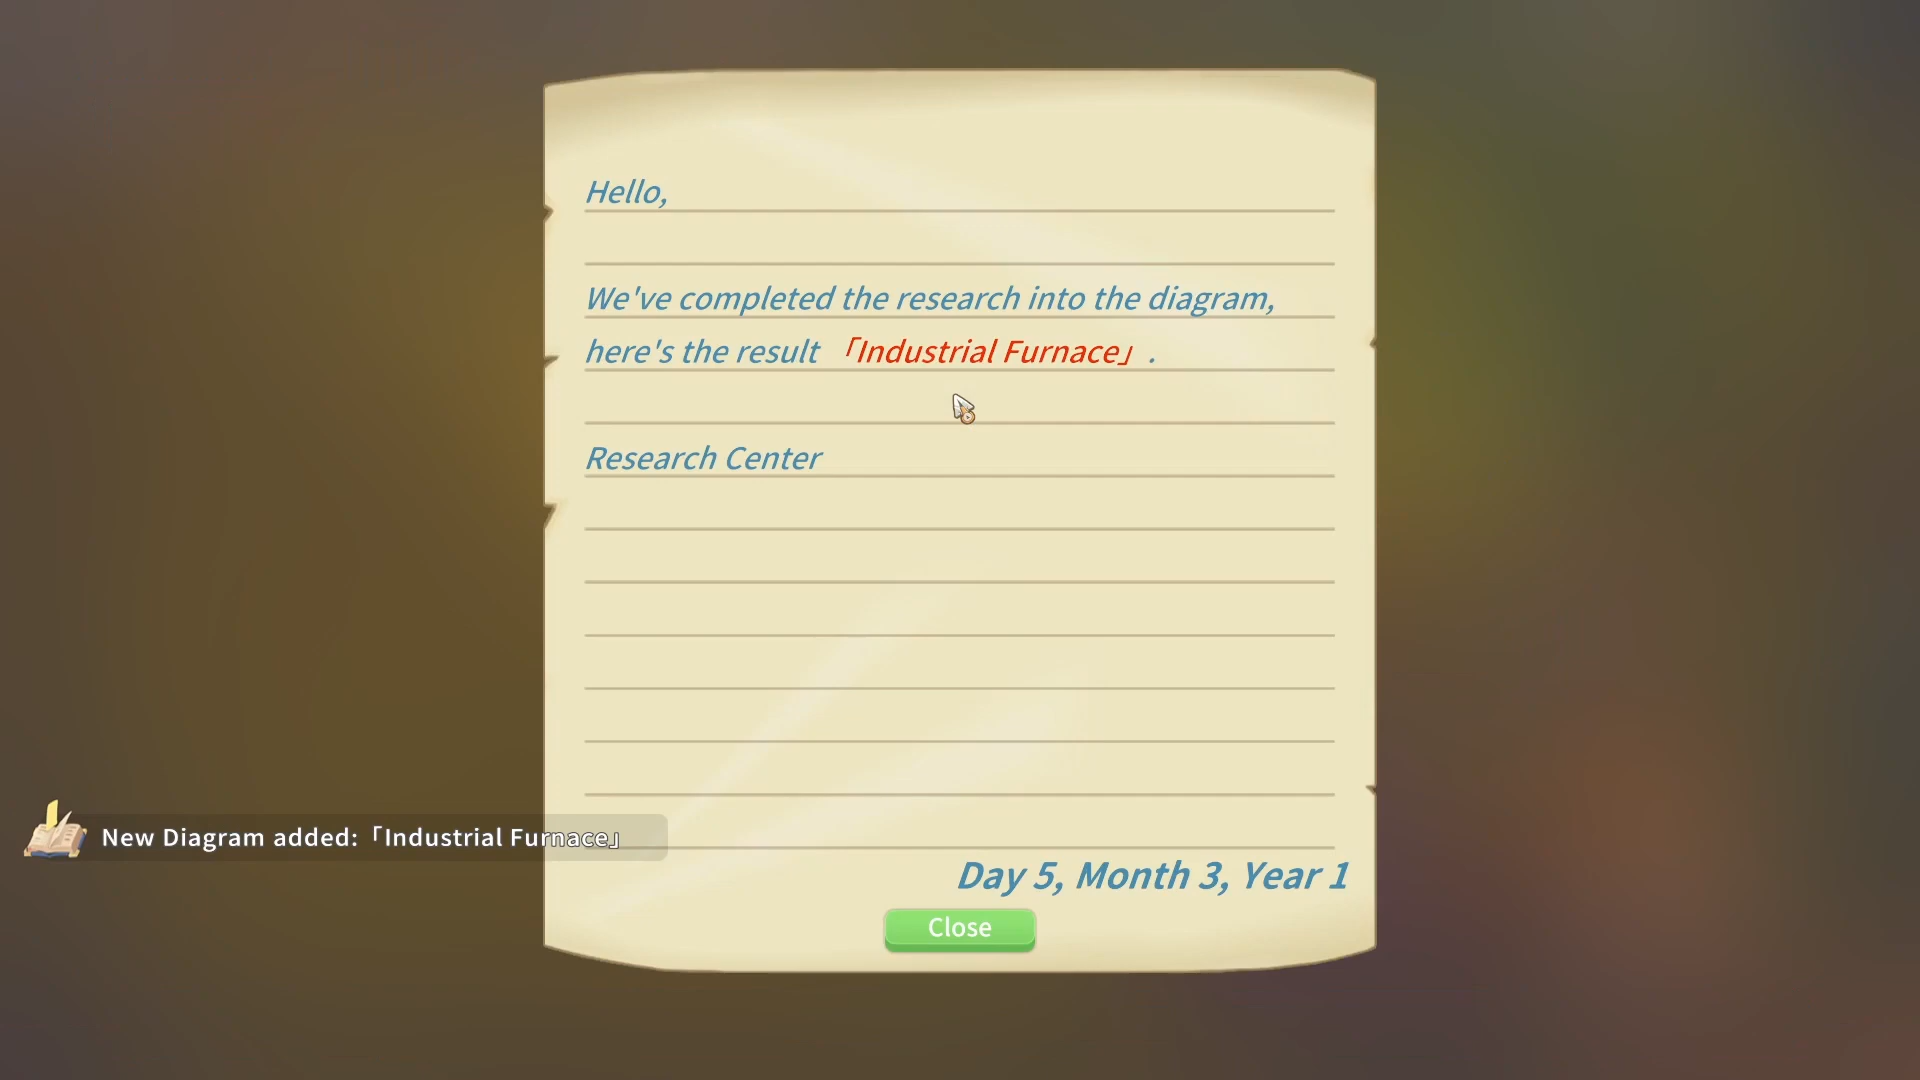 Hello,
We've completed the research into the diagram,
here's the result 「Industrial Furnace」 .
Research Center
New Diagram added:「Industrial Furnace」
Day 5, Month 3, Year 1
Close